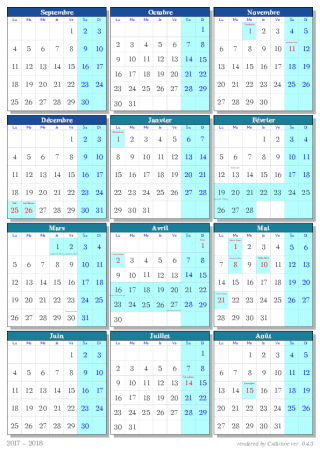 Septembre
Lu Ma Me Je Ve Sa Di
1 2 3
4 5 6 7 8 9 10
11 12 13 14 15 16 17
18 19 20 21 22 23 24
25 26 27 28 29 30
Octobre
Lu Ma Me Je Ve Sa Di
1
2 3 4 5 6 7 8
9 10 11 12 13 14 15
16 17 18 19 20 21 22
23 24 25 26 27 28 29
30 31
Novembre
Lu Ma Me Je Ve Sa Di
1 2 3 4 5
6 7 8 9 10 11 12
13 14 15 16 17 18 19
20 21 22 23 24 25 26
27 28 29 30
Décembre
Lu Ma Me Je Ve Sa Di
1 2 3
4 5 6 7 8 9 10
11 12 13 14 15 16 17
18 19 20 21 22 23 24
25 26 27 28 29 30 31
Janvier
Lu Ma Me Je Ve Sa Di
1 2 3 4 5 6 7
8 9 10 11 12 13 14
15 16 17 18 19 20 21
22 23 24 25 26 27 28
29 30 31
Février
Lu Ma Me Je Ve Sa Di
1 2 3 4
5 6 7 8 9 10 11
12 13 14 15 16 17 18
19 20 21 22 23 24 25
26 27 28
Mars
Lu Ma Me Je Ve Sa Di
1 2 3 4
5 6 7 8 9 10 11
12 13 14 15 16 17 18
19 20 21 22 23 24 25
26 27 28 29 30 31
Avril
Lu Ma Me Je Ve Sa Di
1
2 3 4 5 6 7 8
9 10 11 12 13 14 15
16 17 18 19 20 21 22
23 24 25 26 27 28 29
30
Mai
Lu Ma Me Je Ve Sa Di
1 2 3 4 5 6
7 8 9 10 11 12 13
14 15 16 17 18 19 20
21 22 23 24 25 26 27
28 29 30 31
Juin
Lu Ma Me Je Ve Sa Di
1 2 3
4 5 6 7 8 9 10
11 12 13 14 15 16 17
18 19 20 21 22 23 24
25 26 27 28 29 30
Juillet
Lu Ma Me Je Ve Sa Di
1
2 3 4 5 6 7 8
9 10 11 12 13 14 15
16 17 18 19 20 21 22
23 24 25 26 27 28 29
30 31
Août
Lu Ma Me Je Ve Sa Di
1 2 3 4 5
6 7 8 9 10 11 12
13 14 15 16 17 18 19
20 21 22 23 24 25 26
27 28 29 30 31
2017 – 2018
rendered by Calirhoe ver. 0.4.3